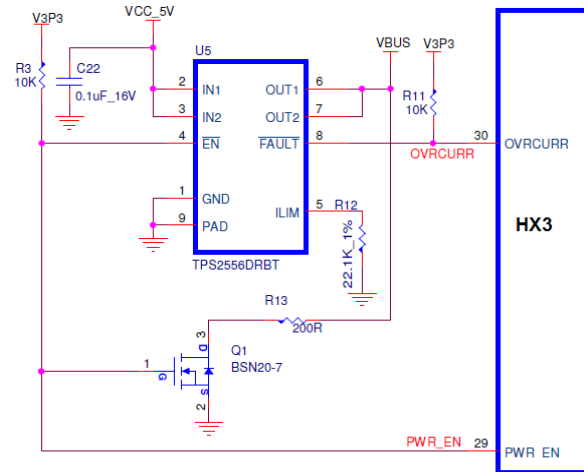 V3P3
VCC_5V
VBUS
V3P3
R3
10K
C22
0.1uF_16V
U5
2
IN1
3
IN2
4
EN
1
GND
9
PAD
OUT1
6
OUT2
7
FAULT
8
ILIM
5
TPS2556DRBT
R12
22.1K_1%
R11
10K
OVRCURR
30
OVRCURR
HX3
R13
200R
3
D
1
G
S
2
Q1
BSN20-7
PWR_EN
29
PWR_EN